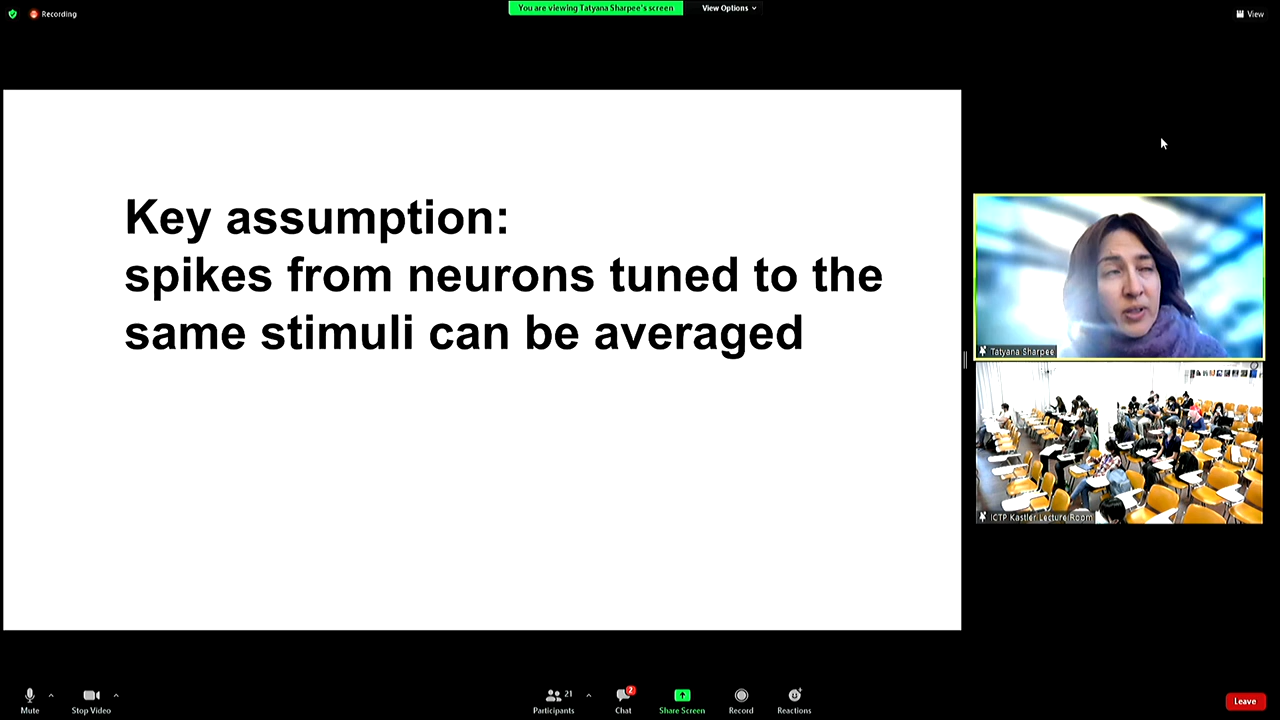 Recording
You are viewing Tatyana Sharpee's screen
View Options
View
Key assumption:
spikes from neurons tuned to the
same stimuli can be averaged
Tatyana Sharpee
ICTP Kastler Lecture Room
Mute
Stop Video
Participants
21
Chat
2
Share Screen
Record
Reactions
Leave